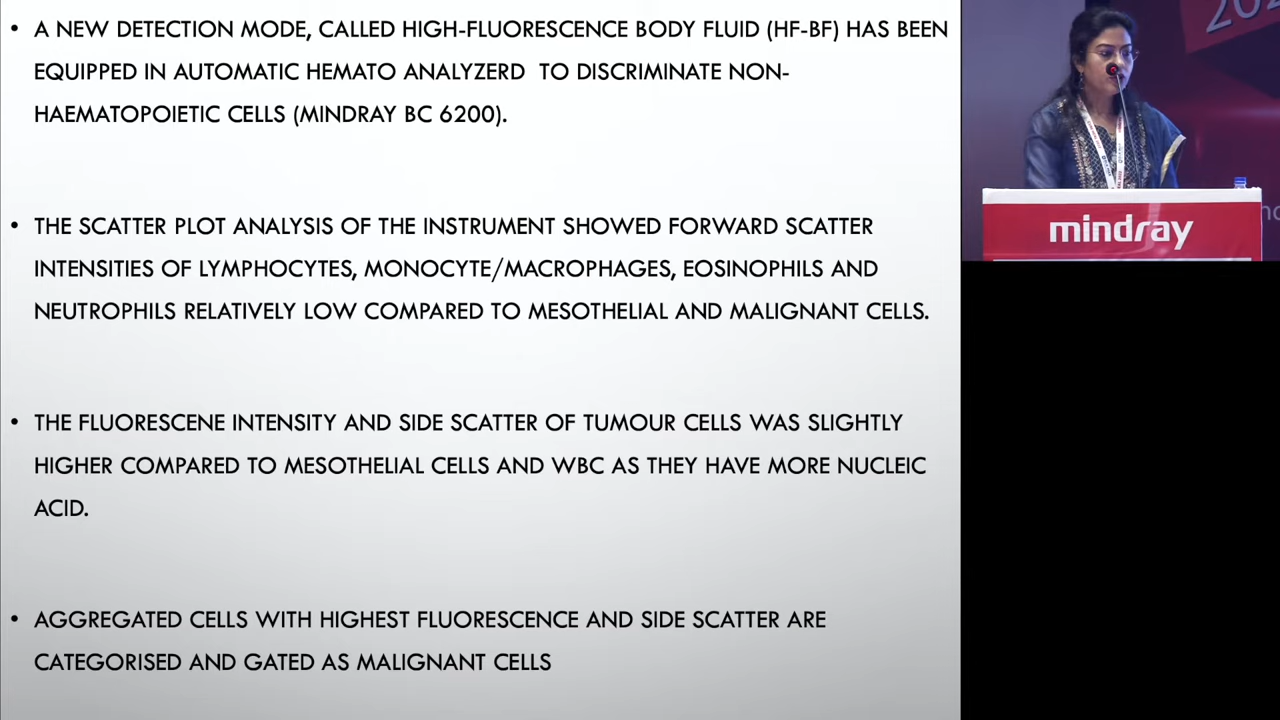 • A NEW DETECTION MODE, CALLED HIGH-FLUORESCENCE BODY FLUID (HF-BF) HAS BEEN
EQUIPPED IN AUTOMATIC HEMATO ANALYZERD TO DISCRIMINATE NON-
HAEMATOPOIETIC CELLS (MINDRAY BC 6200).
• THE SCATTER PLOT ANALYSIS OF THE INSTRUMENT SHOWED FORWARD SCATTER
INTENSITIES OF LYMPHOCYTES, MONOCYTE/MACROPHAGES, EOSINOPHILS AND
NEUTROPHILS RELATIVELY LOW COMPARED TO MESOTHELIAL AND MALIGNANT CELLS.
• THE FLUORESCENE INTENSITY AND SIDE SCATTER OF TUMOUR CELLS WAS SLIGHTLY
HIGHER COMPARED TO MESOTHELIAL CELLS AND WBC AS THEY HAVE MORE NUCLEIC
ACID.
• AGGREGATED CELLS WITH HIGHEST FLUORESCENCE AND SIDE SCATTER ARE
CATEGORISED AND GATED AS MALIGNANT CELLS
mindray